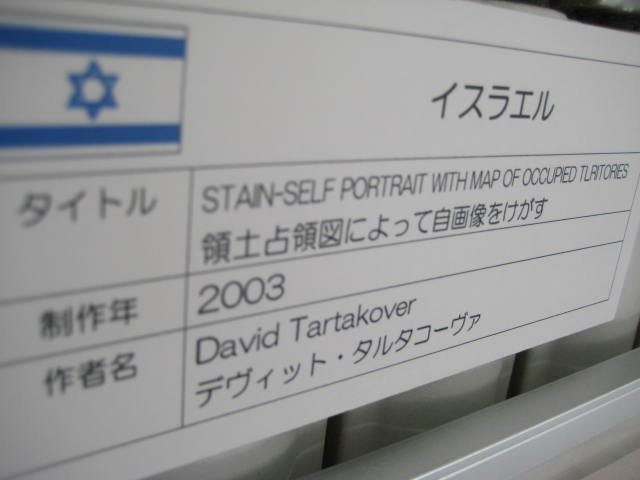 イスラエル
タイトル
STAIN-SELF PORTRAIT WITH MAP OF OCCUPIED TLRITORIES
領土占領図によって自画像をけがす
制作年
2003
作者名
David Tartakover
デヴィット・タルタコーヴァ